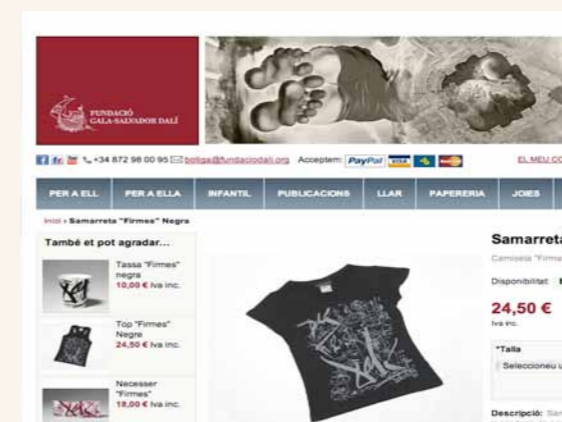 FUNDACIÓ
GALA-SALVADOR DALÍ
+34 872 98 00 95 botiga@fundaciodali.org Acceptem: PayPal VISA
EL MEU CO
PER A ELL PER A ELLA INFANTIL PUBLICACIONS LLAR PAPERERIA JOIES
Inici › Samarreta "Firmes" Negra
També et pot agradar...
Tassa "Firmes"
negra
10,00 € Iva inc.
Top "Firmes"
Negre
24,50 € Iva inc.
Necesser
"Firmes"
18,00 € Iva inc.
Samarreta
Camiseta "Firme
Disponibilitat:
24,50 €
Iva inc.
*Talla
Seleccioneu u
Descripció: Sam